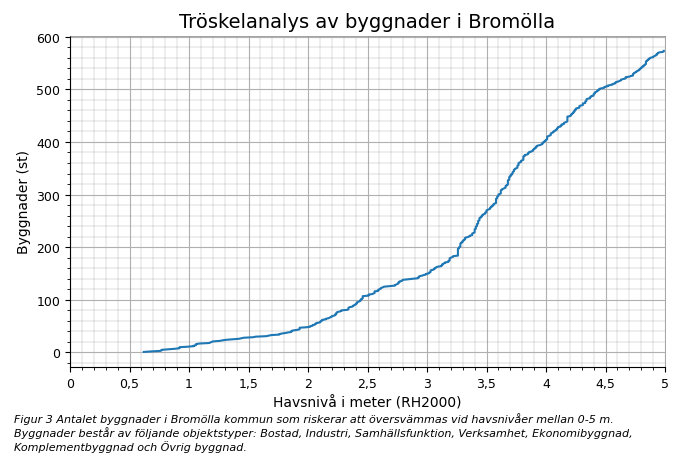 Tröskelanalys av byggnader i Bromölla
600
500
400
300
200
100
0
Byggnader (st)
0 0,5 1 1,5 2 2,5 3 3,5 4 4,5 5
Havsnivå i meter (RH2000)
Figur 3 Antalet byggnader i Bromölla kommun som riskerar att översvämmas vid havsnivåer mellan 0-5 m.
Byggnader består av följande objektstyper: Bostad, Industri, Samhällsfunktion, Verksamhet, Ekonomibyggnad,
Komplementbyggnad och Övrig byggnad.